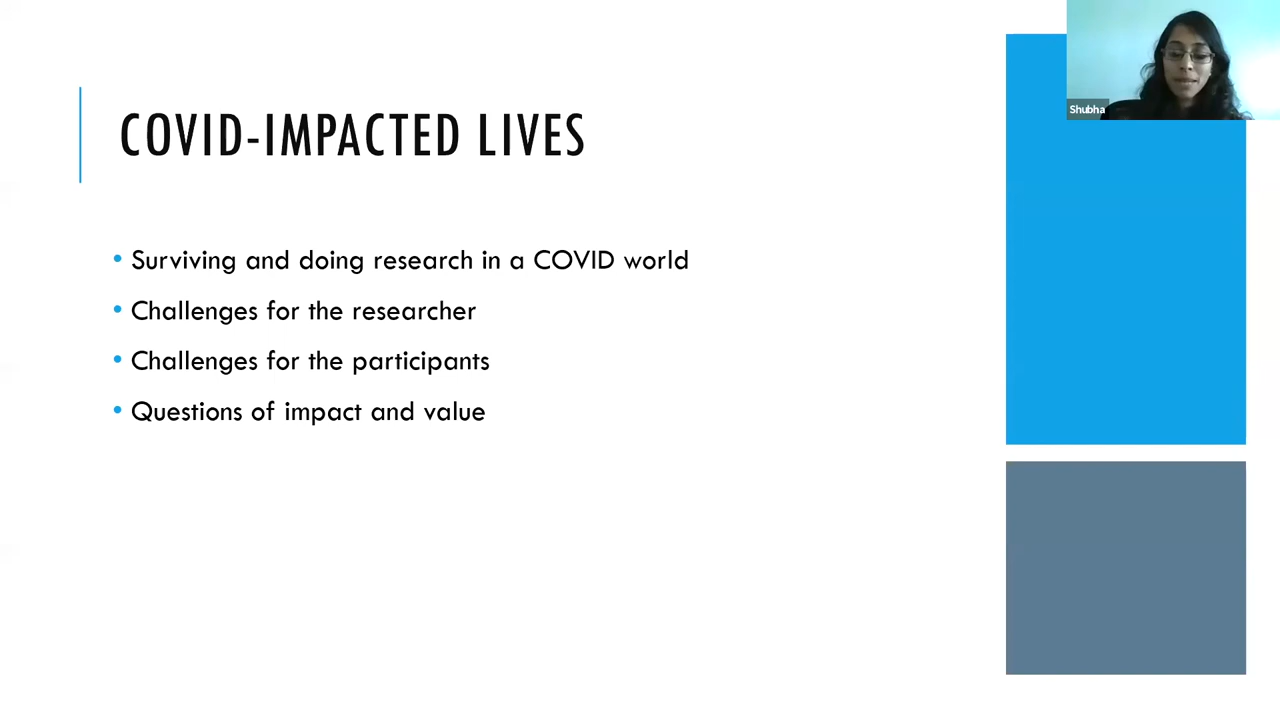 COVID-IMPACTED LIVES
• Surviving and doing research in a COVID world
• Challenges for the researcher
• Challenges for the participants
• Questions of impact and value
Shubha